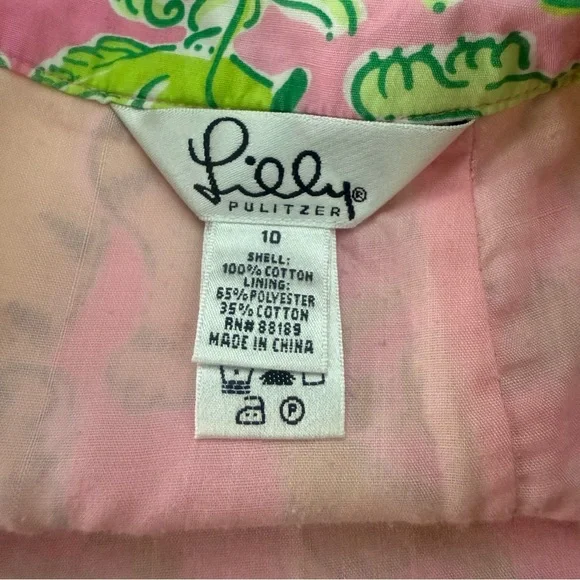 Lilly®
PULITZER
10
SHELL:
100% COTTON
LINING:
65% POLYESTER
35% COTTON
RN# 88189
MADE IN CHINA
P